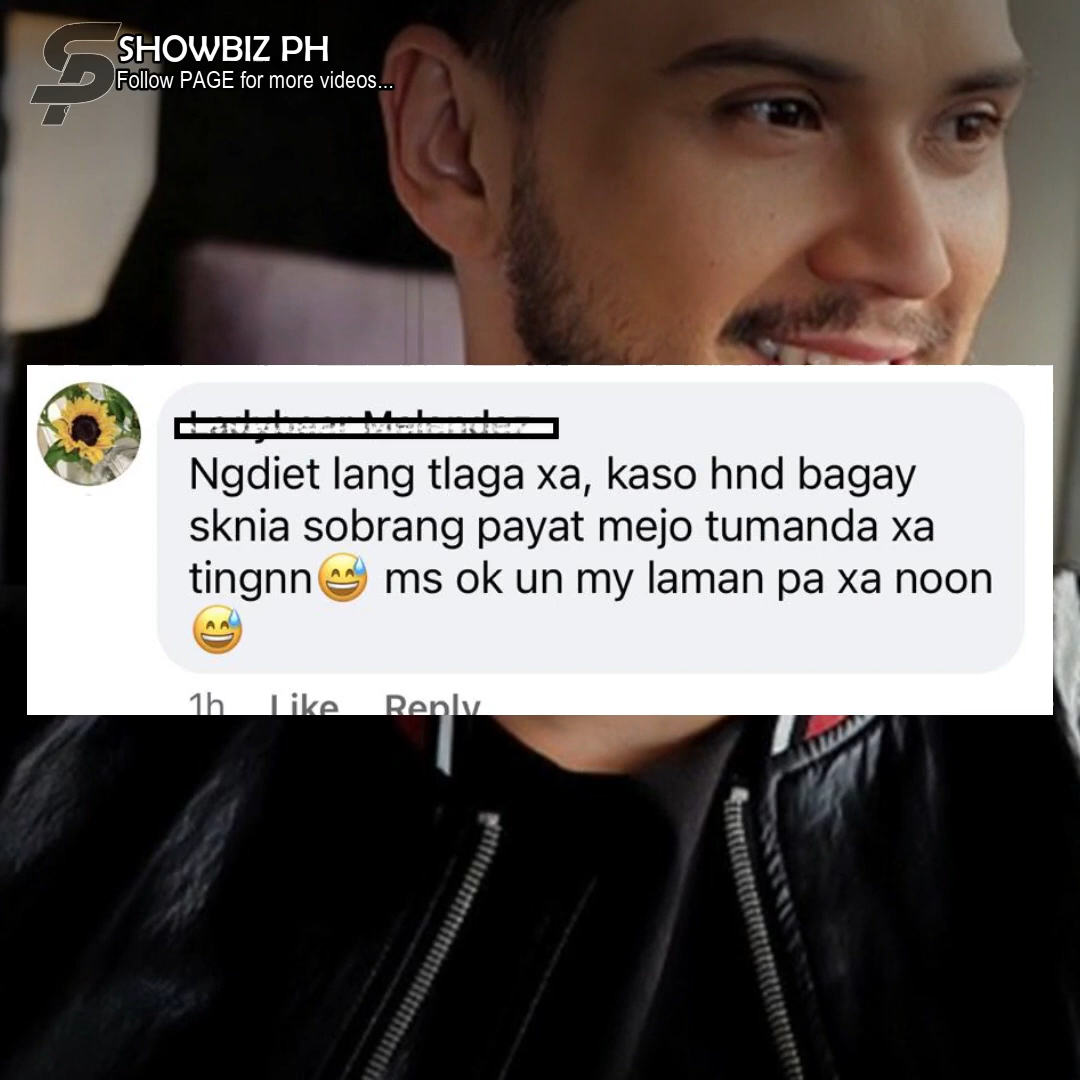 SHOWBIZ PH
Follow PAGE for more videos...
Ngdiet lang tlaga xa, kaso hnd bagay
sknia sobrang payat mejo tumanda xa
tingnn😅 ms ok un my laman pa xa noon
😅
1h Like Reply